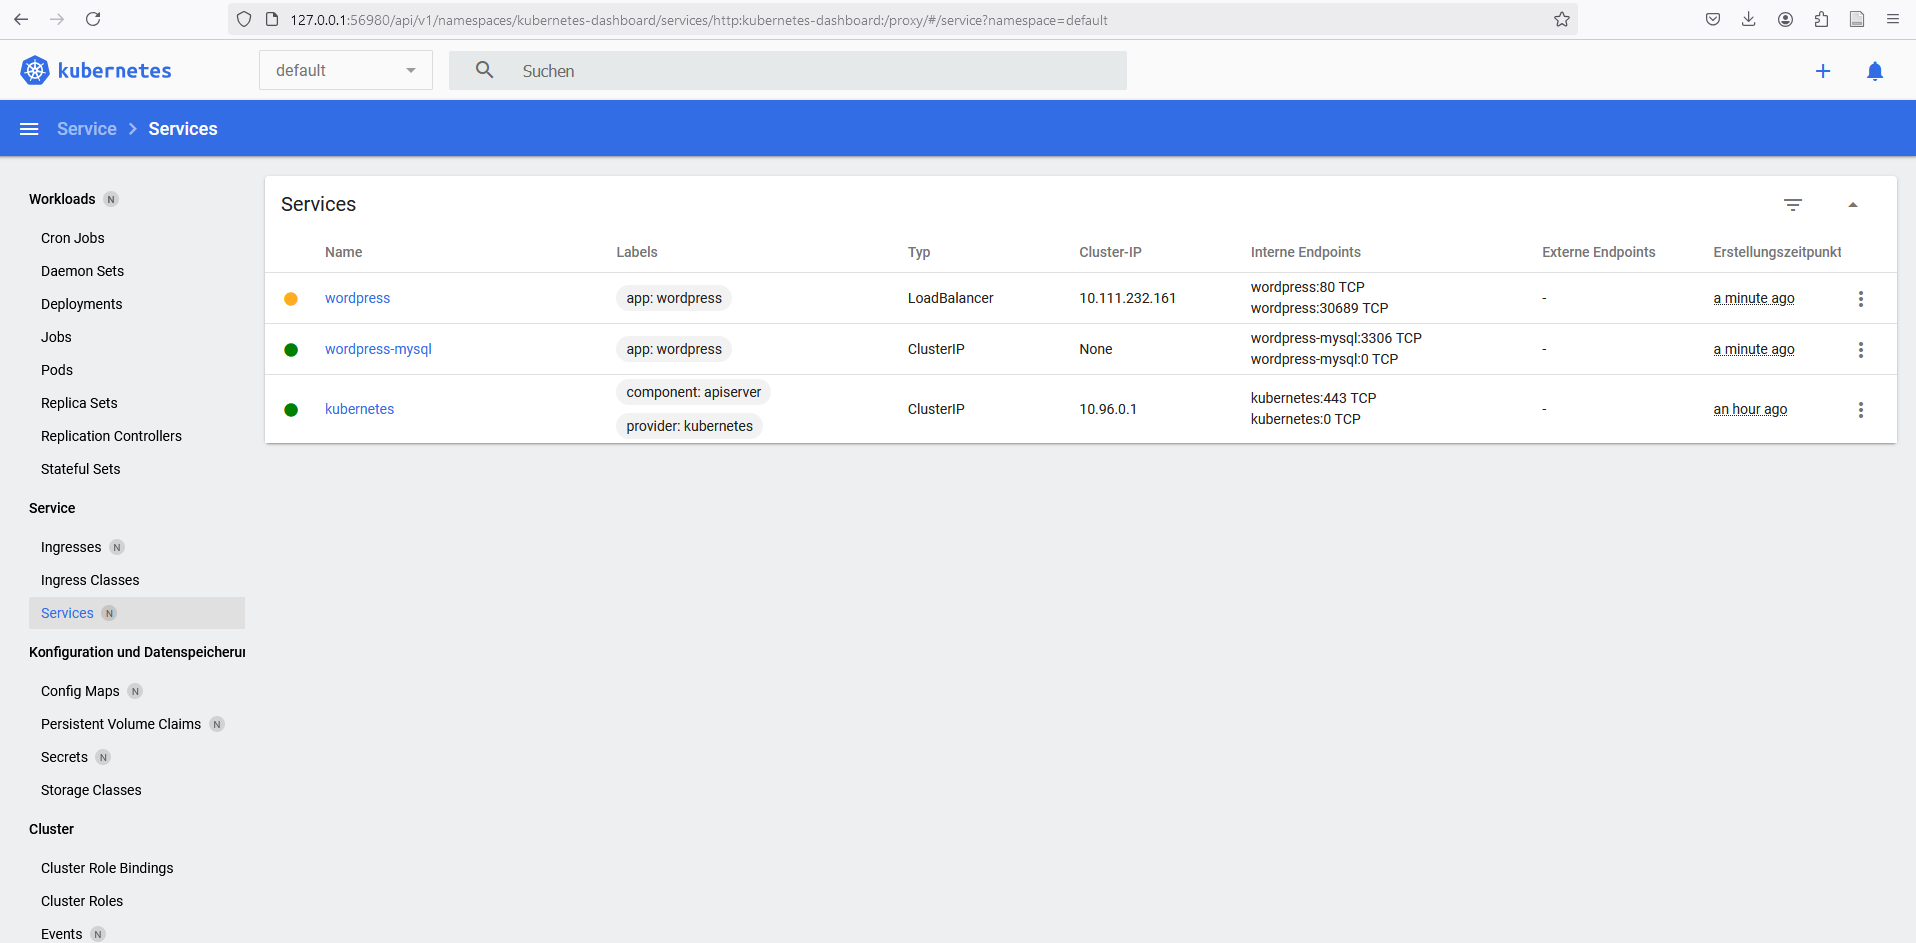 127.0.0.1:56980/api/v1/namespaces/kubernetes-dashboard/services/http:kubernetes-dashboard:/proxy/#/service?namespace=default
kubernetes
default
Suchen
Service
Services
Workloads N
Cron Jobs
Daemon Sets
Deployments
Jobs
Pods
Replica Sets
Replication Controllers
Stateful Sets
Service
Ingresses N
Ingress Classes
Services N
Konfiguration und Datenspeicheru
Config Maps N
Persistent Volume Claims N
Secrets N
Storage Classes
Cluster
Cluster Role Bindings
Cluster Roles
Events N
Services
Name Labels Typ Cluster-IP Interne Endpoints Externe Endpoints Erstellungszeitpunkt
wordpress app: wordpress LoadBalancer 10.111.232.161 wordpress:80 TCP - a minute ago
wordpress:30689 TCP
wordpress-mysql app: wordpress ClusterIP None wordpress-mysql:3306 TCP - a minute ago
wordpress-mysql:0 TCP
kubernetes component: apiserver ClusterIP 10.96.0.1 kubernetes:443 TCP - an hour ago
provider: kubernetes kubernetes:0 TCP